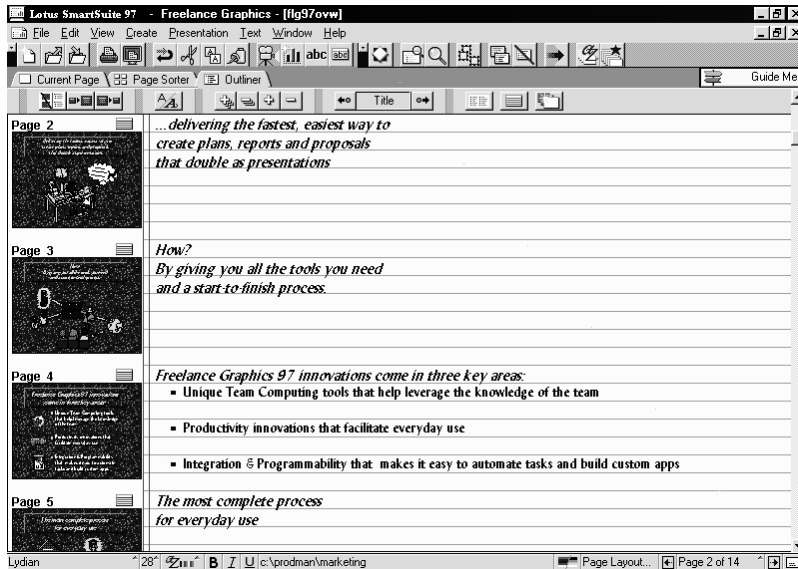 Lotus SmartSuite 97 - Freelance Graphics - [flg97ovw]
File Edit View Create Presentation Text Window Help
abc
Current Page Page Sorter Outliner Guide Me
Title
Page 2
...delivering the fastest, easiest way to
create plans, reports and proposals
that double as presentations
Page 3
How?
By giving you all the tools you need
and a start-to-finish process.
Page 4
Freelance Graphics 97 innovations come in three key areas:
▪ Unique Team Computing tools that help leverage the knowledge of the team
▪ Productivity innovations that facilitate everyday use
▪ Integration & Programmability that makes it easy to automate tasks and build custom apps
Page 5
The most complete process
for everyday use
Lydian 28 B I U c:\prodman\marketing Page Layout... Page 2 of 14